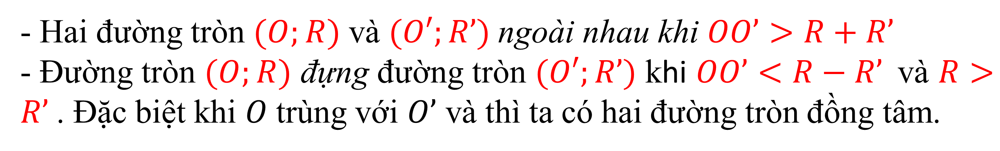 - Hai đường tròn (O; R) và (O′; R’) ngoài nhau khi OO’ > R + R’
- Đường tròn (O; R) đựng đường tròn (O′; R’) khi OO’ < R − R’ và R >
R’ . Đặc biệt khi O trùng với O’ và thì ta có hai đường tròn đồng tâm.